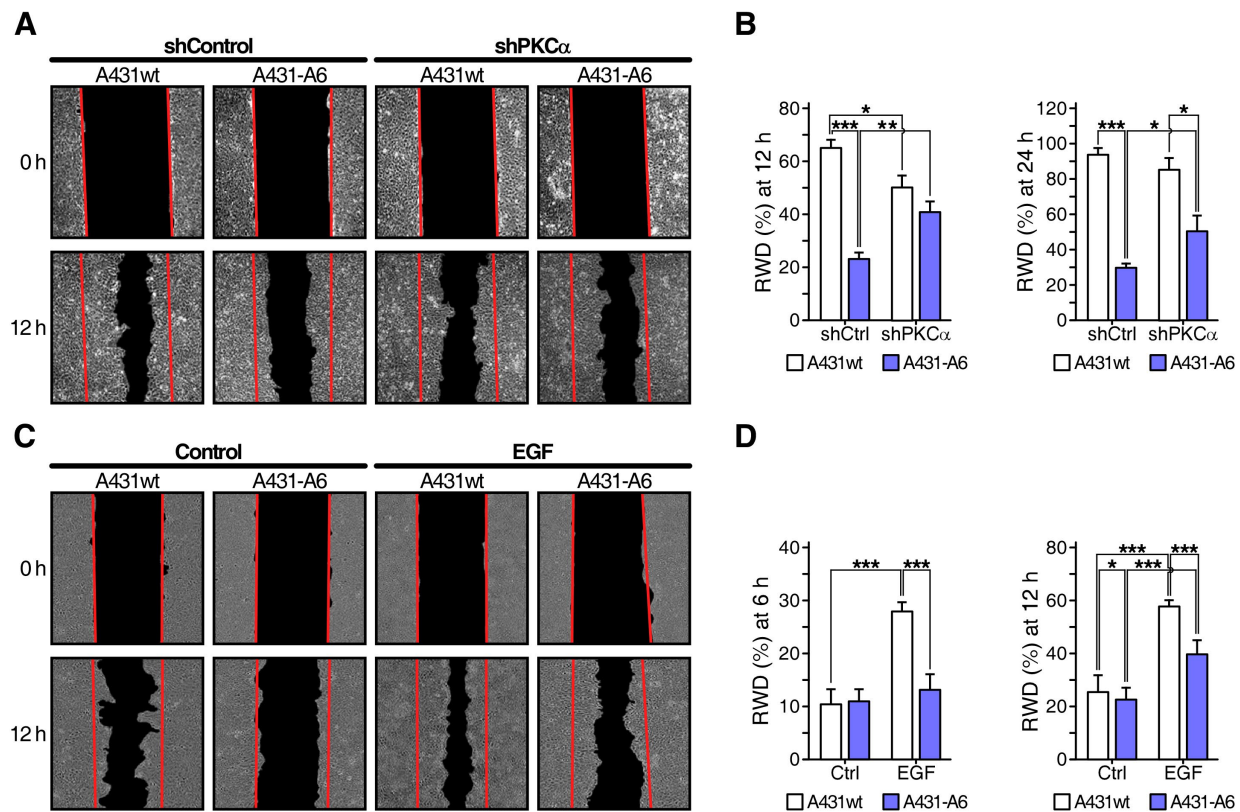 A
shControl
shPKCα
A431wt
A431-A6
A431wt
A431-A6
0 h
12 h
B
RWD (%) at 12 h
80
60
40
20
0
*
*** **
shCtrl shPKCα
A431wt A431-A6
RWD (%) at 24 h
120
100
80
60
40
20
0
*
*** *
shCtrl shPKCα
A431wt A431-A6
C
Control
EGF
A431wt
A431-A6
A431wt
A431-A6
0 h
12 h
D
RWD (%) at 6 h
40
30
20
10
0
*** ***
Ctrl EGF
A431wt A431-A6
RWD (%) at 12 h
80
60
40
20
0
*** ***
* ***
Ctrl EGF
A431wt A431-A6